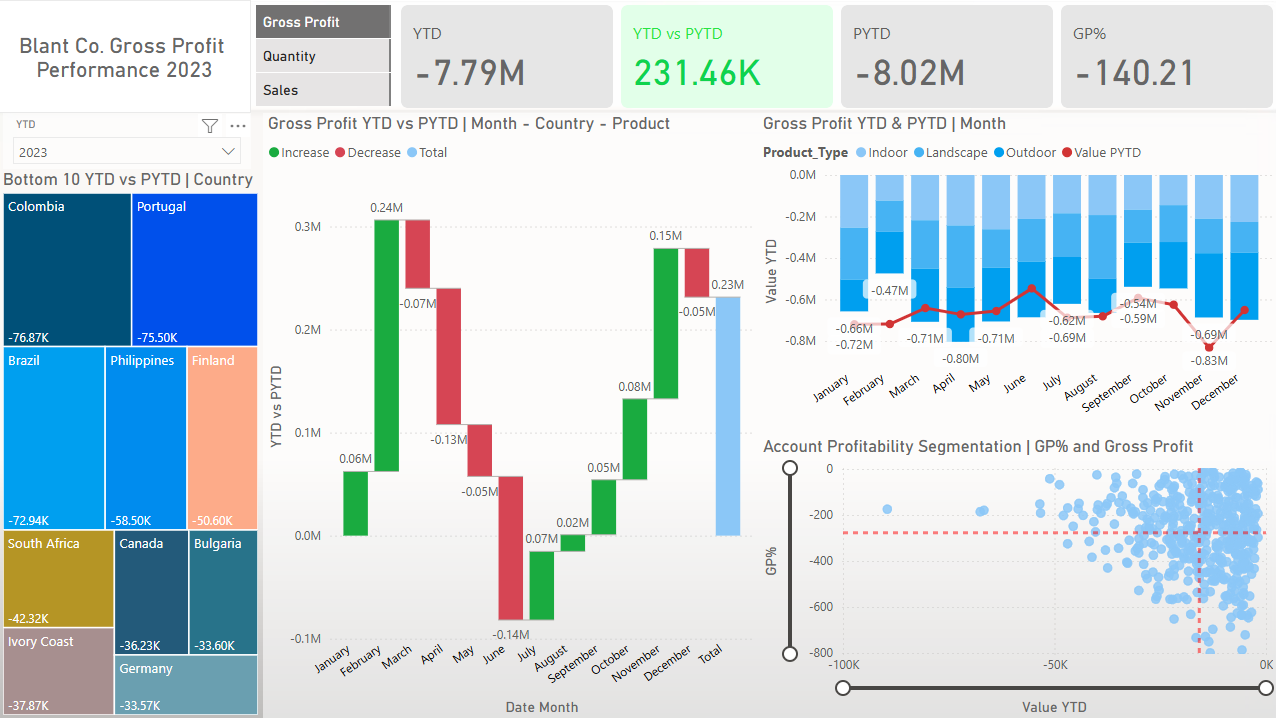 Blant Co. Gross Profit
Performance 2023
Gross Profit
Quantity
Sales
YTD
-7.79M
YTD vs PYTD
231.46K
PYTD
-8.02M
GP%
-140.21
YTD
2023
Bottom 10 YTD vs PYTD | Country
Colombia
-76.87K
Portugal
-75.50K
Brazil
-72.94K
Philippines
-58.50K
Finland
-50.60K
South Africa
-42.32K
Canada
-36.23K
Bulgaria
-33.60K
Ivory Coast
-37.87K
Germany
-33.57K
Gross Profit YTD vs PYTD | Month - Country - Product
Increase Decrease Total
YTD vs PYTD
0.3M
0.2M
0.1M
0.0M
-0.1M
0.06M
0.24M
-0.07M
-0.13M
-0.05M
-0.14M
0.07M
0.02M
0.05M
0.08M
0.15M
-0.05M
0.23M
January
February
March
April
May
June
July
August
September
October
November
December
Total
Date Month
Gross Profit YTD & PYTD | Month
Product_Type Indoor Landscape Outdoor Value PYTD
Value YTD
0.0M
-0.2M
-0.4M
-0.6M
-0.8M
-0.66M
-0.72M
-0.47M
-0.71M
-0.80M
-0.71M
-0.62M
-0.69M
-0.54M
-0.59M
-0.69M
-0.83M
January
February
March
April
May
June
July
August
September
October
November
December
Account Profitability Segmentation | GP% and Gross Profit
GP%
0
-200
-400
-600
-800
-100K
-50K
0K
Value YTD